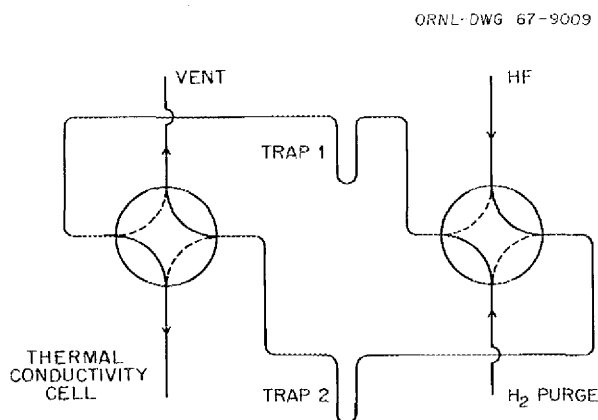 ORNL-DWG 67-9009
VENT
HF
TRAP 1
THERMAL
CONDUCTIVITY
CELL
TRAP 2
H₂ PURGE